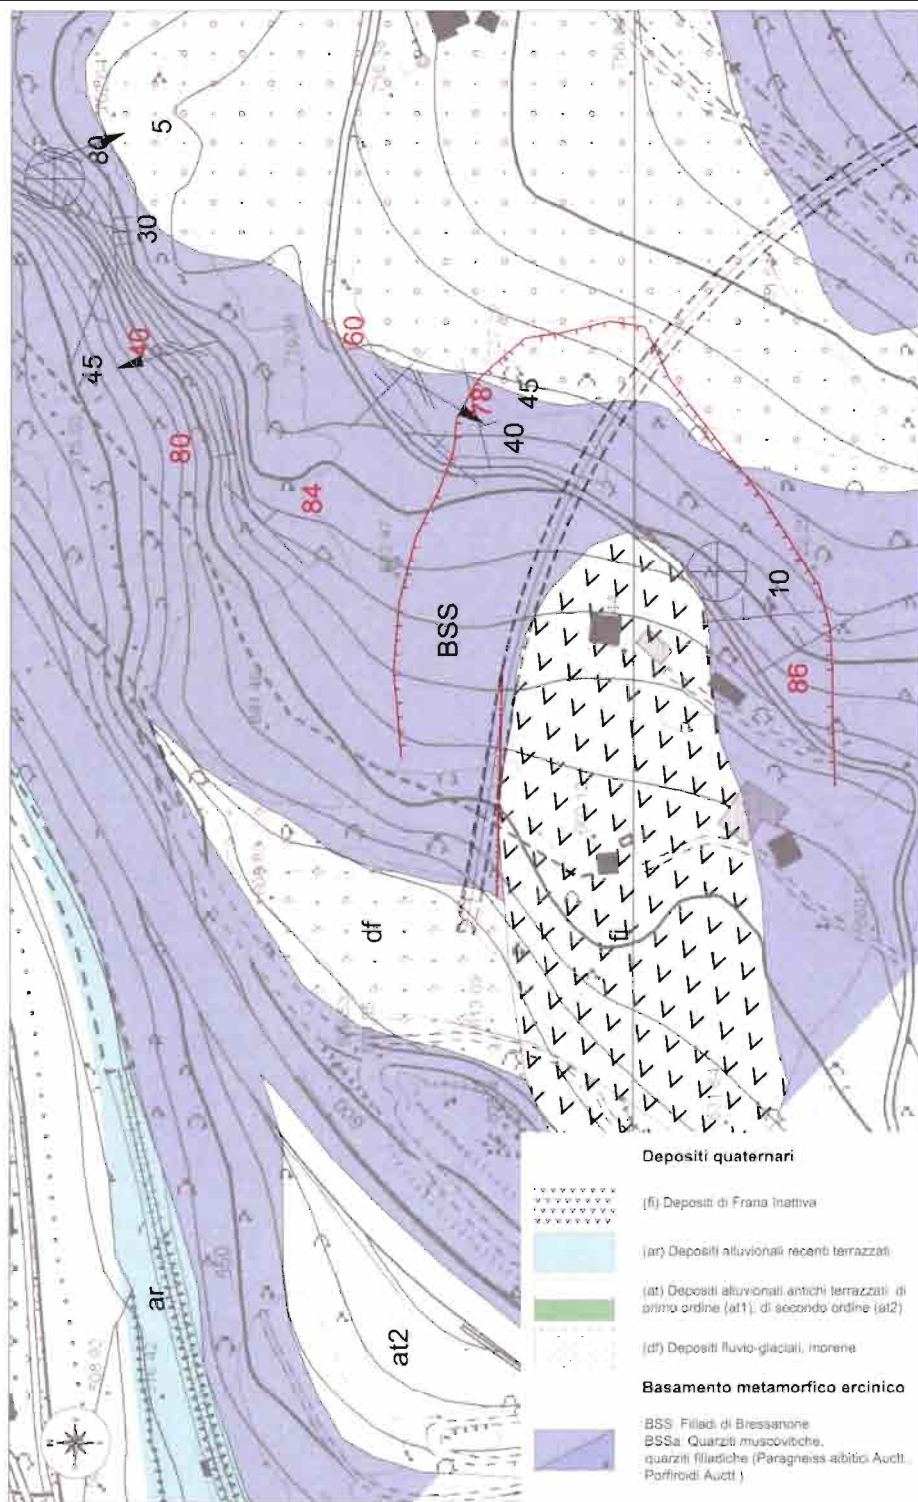 80
5
30
40
45
60
80
78
45
40
84
BSS
10
86
df
fi
ar
at2
550
Depositi quaternari
(fi) Depositi di Frana Inattiva
(ar) Depositi alluvionali recenti terrazzati
(at) Depositi alluvionali antichi terrazzati di
primo ordine (at1), di secondo ordine (at2)
(df) Depositi fluvio-glaciali, morene
Basamento metamorfico ercinico
BSS: Filladi di Bressanone
BSSa: Quarziti muscovitiche,
quarziti filladiche (Paragneiss albitici Auctt.,
Porfiroidi Auctt.)